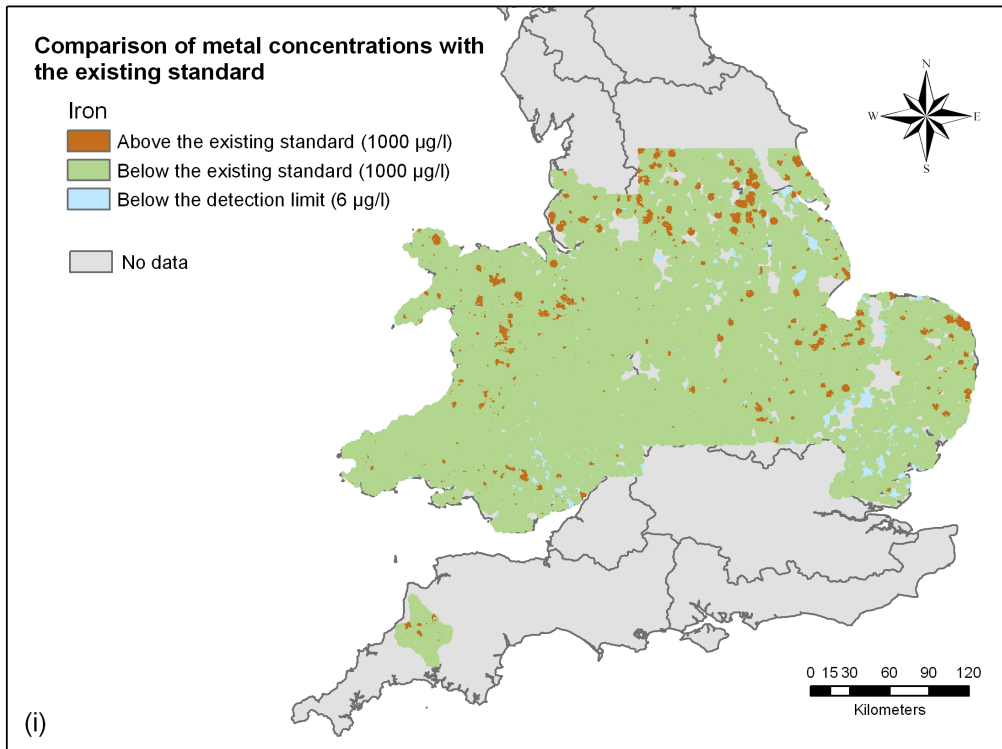 Comparison of metal concentrations with
the existing standard
Iron
Above the existing standard (1000 µg/l)
Below the existing standard (1000 µg/l)
Below the detection limit (6 µg/l)
No data
N
W E
S
0 15 30 60 90 120
Kilometers
(i)